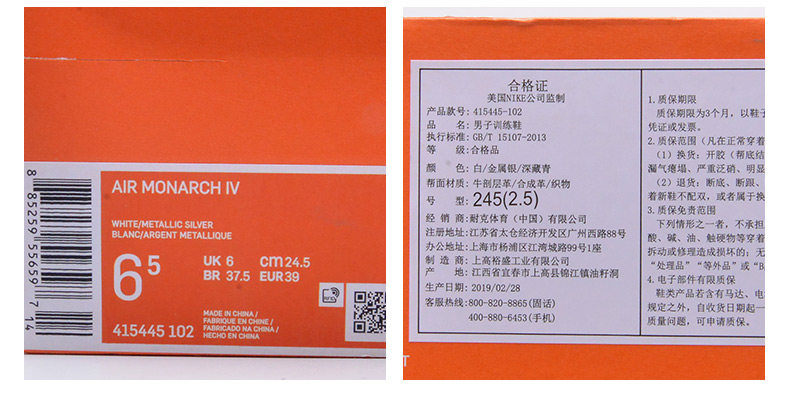 AIR MONARCH IV
WHITE/METALLIC SILVER
BLANC/ARGENT METALLIQUE
6⁵
UK 6
CM 24.5
BR 37.5
EUR 39
MADE IN CHINA /
FABRIQUE EN CHINE /
FABRICADO NA CHINA /
HECHO EN CHINA
415445 102
8 85259 55659 7 14
合格证
美国NIKE公司监制
产品款号: 415445-102
品 名: 男子训练鞋
执行标准: GB/T 15107-2013
等 级: 合格品
颜 色: 白/金属银/深藏青
帮面材质: 牛剖层革/合成革/织物
号 型: 245(2.5)
经 销 商: 耐克体育（中国）有限公司
注册地址: 江苏省太仓经济开发区广州西路88号
办公地址: 上海市杨浦区江湾城路99号1座
制 造 商: 上高裕盛工业有限公司
产 地: 江西省宜春市上高县锦江镇油籽洞
生产日期: 2019/02/28
客服热线: 800-820-8865(固话)
400-880-6453(手机)
1.质保期限
质保期限为3个月，以鞋子
凭证或发票。
2.质保范围（凡在正常穿着
（1）换货：开胶（帮底结
漏气瘪塌、严重泛硝、明显
（2）退货：断底、断跟、
着新鞋不配双，或者属于换
3.质保免责范围
下列情形之一者，不承担
酸、碱、油、触硬物等穿着
拆动或修理造成损坏的；无
“处理品”“等外品”或“B
4.电子部件有限质保
鞋类产品若含有马达、电
规定之外，自收货日期起一
质量问题，可申请质保。
T